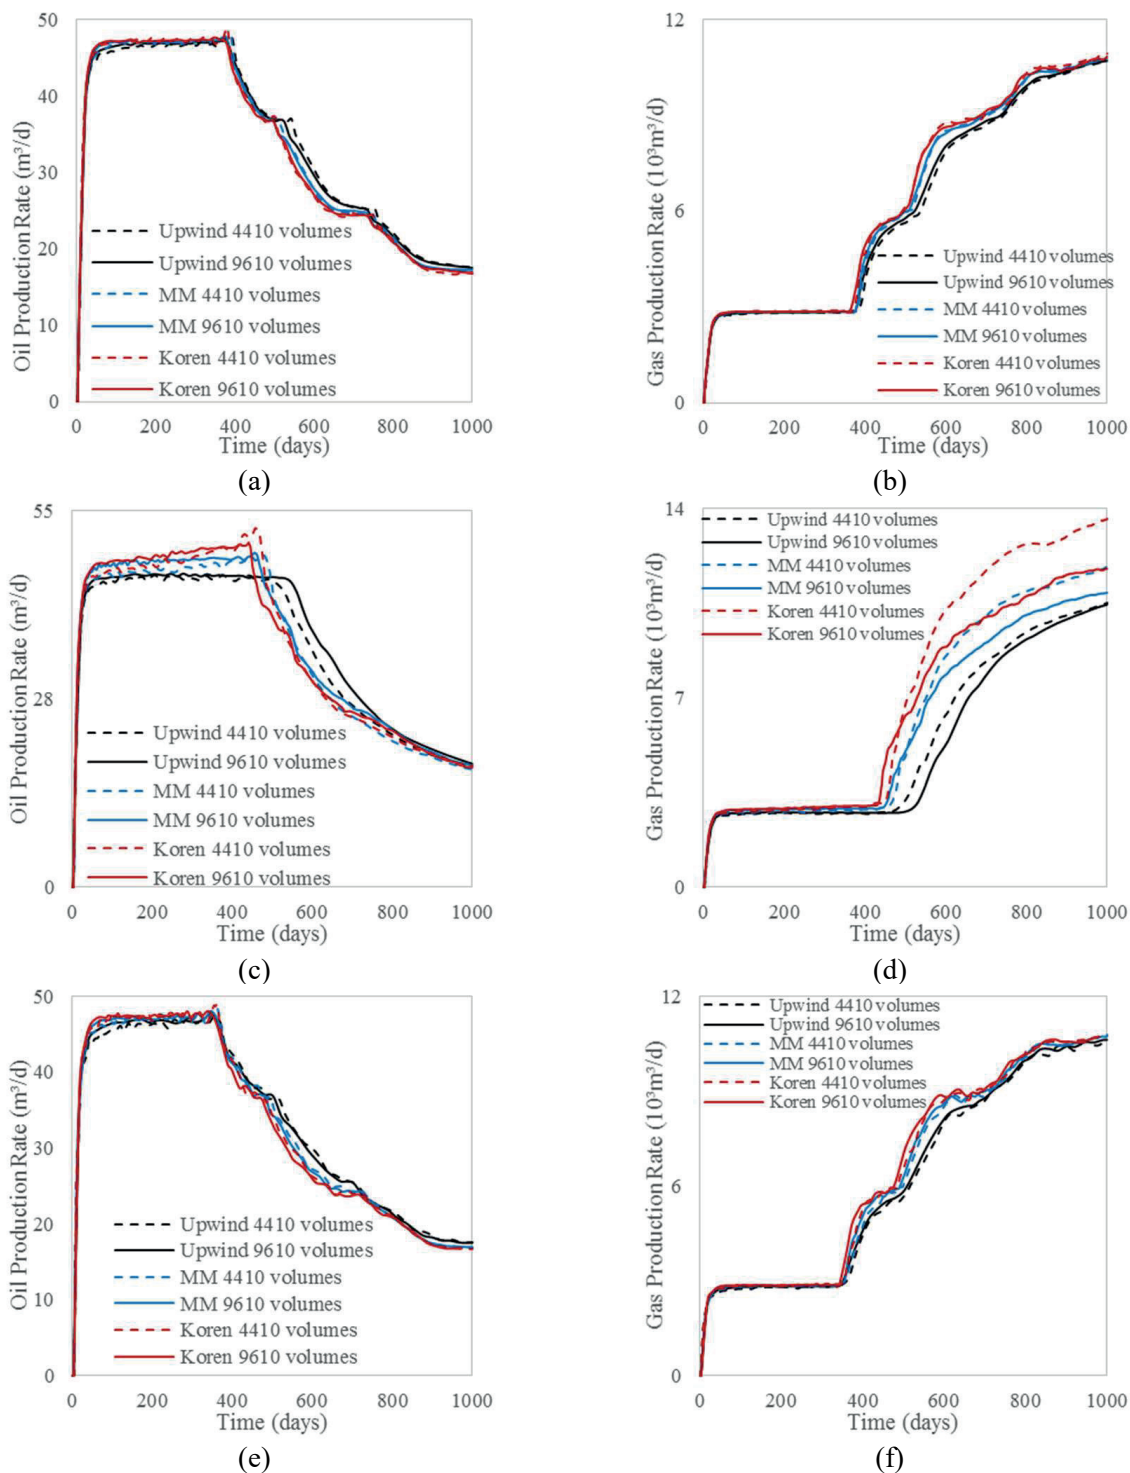 50
40
30
20
10
0
Oil Production Rate (m³/d)
Upwind 4410 volumes
Upwind 9610 volumes
MM 4410 volumes
MM 9610 volumes
Koren 4410 volumes
Koren 9610 volumes
0 200 400 600 800 1000
Time (days)
(a)
12
6
0
Gas Production Rate (10³m³/d)
Upwind 4410 volumes
Upwind 9610 volumes
MM 4410 volumes
MM 9610 volumes
Koren 4410 volumes
Koren 9610 volumes
0 200 400 600 800 1000
Time (days)
(b)
55
28
0
Oil Production Rate (m³/d)
Upwind 4410 volumes
Upwind 9610 volumes
MM 4410 volumes
MM 9610 volumes
Koren 4410 volumes
Koren 9610 volumes
0 200 400 600 800 1000
Time (days)
(c)
14
7
0
Gas Production Rate (10³m³/d)
Upwind 4410 volumes
Upwind 9610 volumes
MM 4410 volumes
MM 9610 volumes
Koren 4410 volumes
Koren 9610 volumes
0 200 400 600 800 1000
Time (days)
(d)
50
40
30
20
10
0
Oil Production Rate (m³/d)
Upwind 4410 volumes
Upwind 9610 volumes
MM 4410 volumes
MM 9610 volumes
Koren 4410 volumes
Koren 9610 volumes
0 200 400 600 800 1000
Time (days)
(e)
12
6
0
Gas Production Rate (10³m³/d)
Upwind 4410 volumes
Upwind 9610 volumes
MM 4410 volumes
MM 9610 volumes
Koren 4410 volumes
Koren 9610 volumes
0 200 400 600 800 1000
Time (days)
(f)